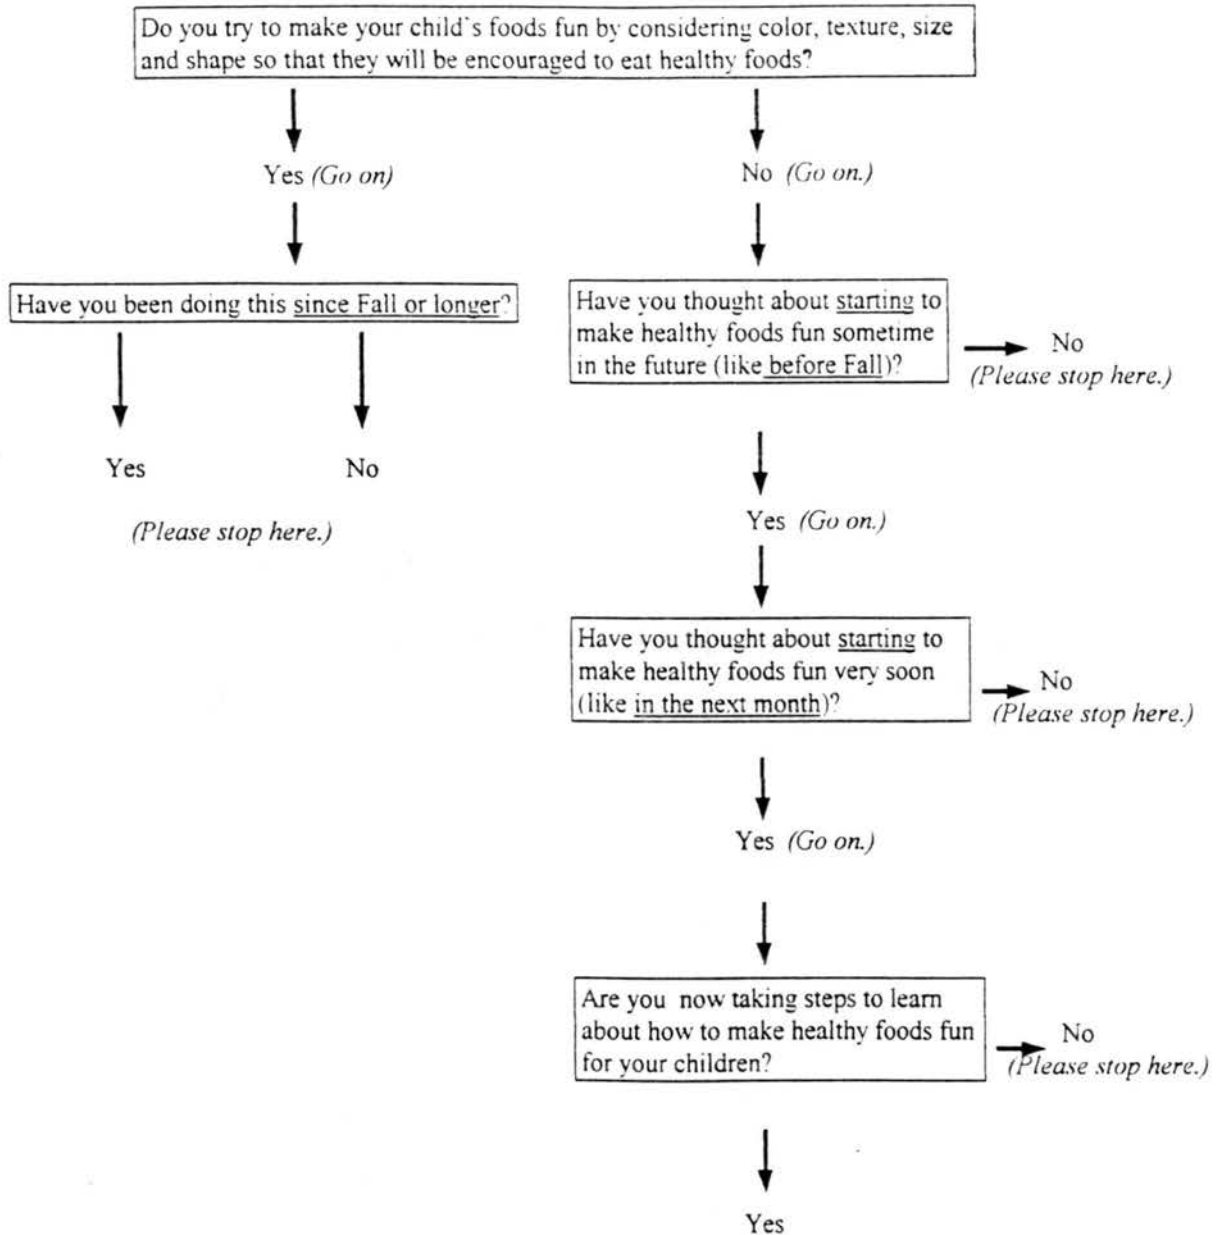 Do you try to make your child's foods fun by considering color, texture, size
and shape so that they will be encouraged to eat healthy foods?
Yes (Go on)
No (Go on.)
Have you been doing this since Fall or longer?
Have you thought about starting to
make healthy foods fun sometime
in the future (like before Fall)?
No
(Please stop here.)
Yes
No
(Please stop here.)
Yes (Go on.)
Have you thought about starting to
make healthy foods fun very soon
(like in the next month)?
No
(Please stop here.)
Yes (Go on.)
Are you now taking steps to learn
about how to make healthy foods fun
for your children?
No
(Please stop here.)
Yes